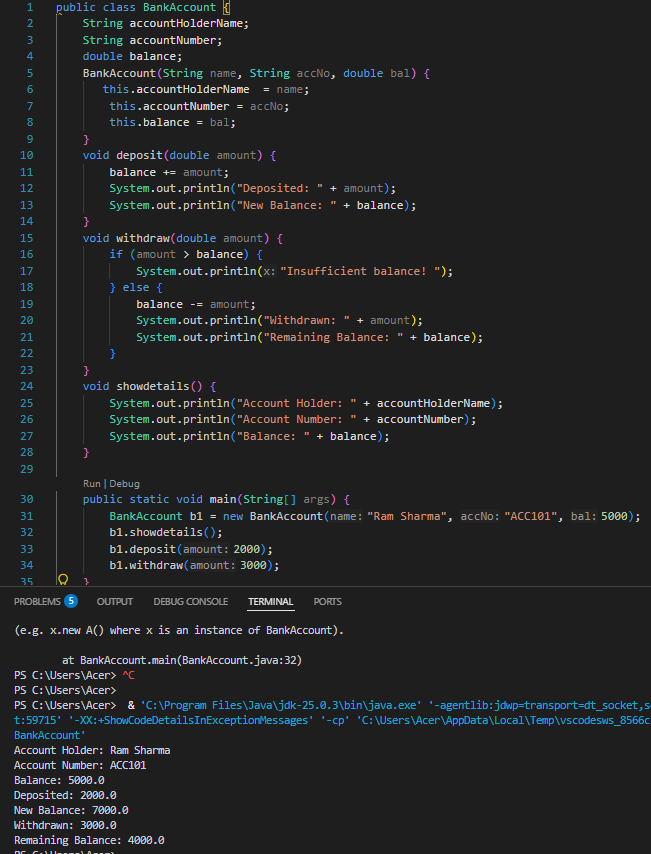 1 public class BankAccount {
2 String accountHolderName;
3 String accountNumber;
4 double balance;
5 BankAccount(String name, String accNo, double bal) {
6 this.accountHolderName  = name;
7 this.accountNumber = accNo;
8 this.balance = bal;
9 }
10 void deposit(double amount) {
11 balance += amount;
12 System.out.println("Deposited: " + amount);
13 System.out.println("New Balance: " + balance);
14 }
15 void withdraw(double amount) {
16 if (amount > balance) {
17 System.out.println(x: "Insufficient balance! ");
18 } else {
19 balance -= amount;
20 System.out.println("Withdrawn: " + amount);
21 System.out.println("Remaining Balance: " + balance);
22 }
23 }
24 void showdetails() {
25 System.out.println("Account Holder: " + accountHolderName);
26 System.out.println("Account Number: " + accountNumber);
27 System.out.println("Balance: " + balance);
28 }
29
Run | Debug
30 public static void main(String[] args) {
31 BankAccount b1 = new BankAccount(name: "Ram Sharma", accNo: "ACC101", bal: 5000);
32 b1.showdetails();
33 b1.deposit(amount: 2000);
34 b1.withdraw(amount: 3000);
35 }
PROBLEMS 5 OUTPUT DEBUG CONSOLE TERMINAL PORTS
(e.g. x.new A() where x is an instance of BankAccount).
at BankAccount.main(BankAccount.java:32)
PS C:\Users\Acer> ^C
PS C:\Users\Acer>
PS C:\Users\Acer>  & 'C:\Program Files\Java\jdk-25.0.3\bin\java.exe' '-agentlib:jdwp=transport=dt_socket,se
t:59715' '-XX:+ShowCodeDetailsInExceptionMessages' '-cp' 'C:\Users\Acer\AppData\Local\Temp\vscodesws_8566c
BankAccount'
Account Holder: Ram Sharma
Account Number: ACC101
Balance: 5000.0
Deposited: 2000.0
New Balance: 7000.0
Withdrawn: 3000.0
Remaining Balance: 4000.0
PS C:\Users\Acer>